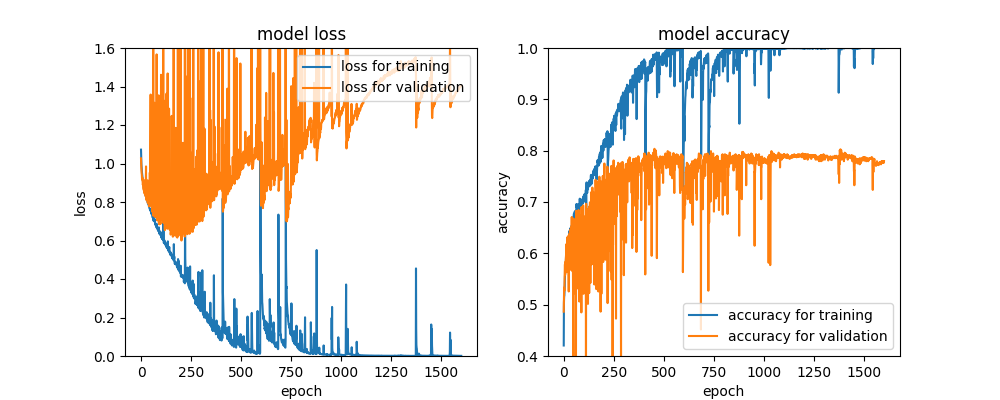 model loss
loss
1.6
1.4
1.2
1.0
0.8
0.6
0.4
0.2
0.0
loss for training
loss for validation
0 250 500 750 1000 1250 1500
epoch
model accuracy
accuracy
1.0
0.9
0.8
0.7
0.6
0.5
0.4
accuracy for training
accuracy for validation
0 250 500 750 1000 1250 1500
epoch